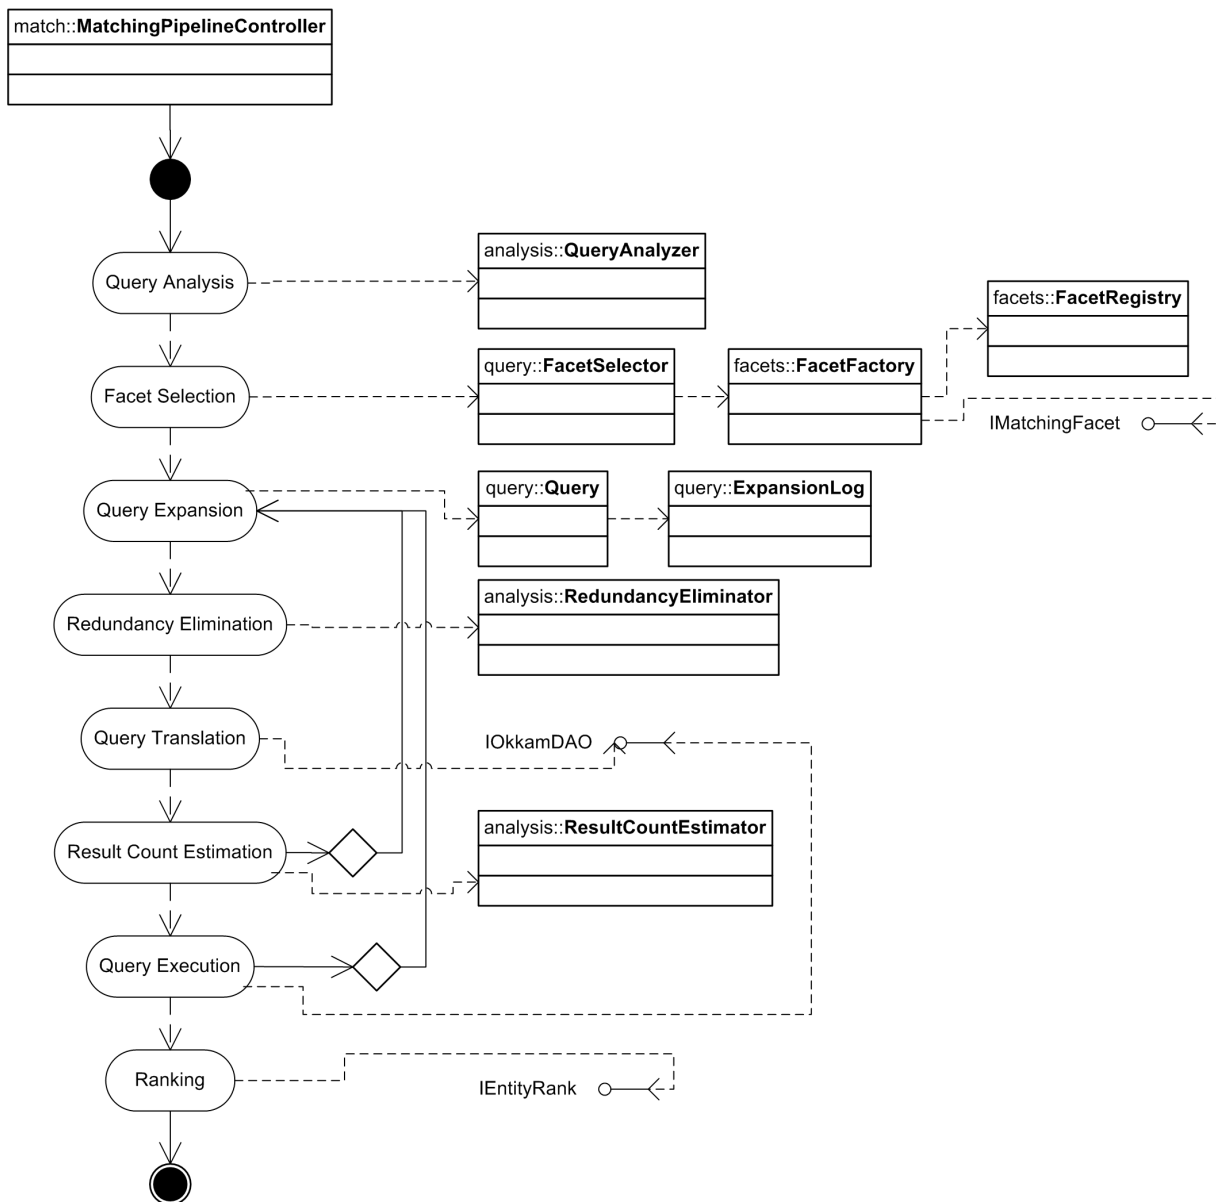 match::MatchingPipelineController
analysis::QueryAnalyzer
Query Analysis
facets::FacetRegistry
query::FacetSelector
facets::FacetFactory
Facet Selection
IMatchingFacet
query::Query
query::ExpansionLog
Query Expansion
analysis::RedundancyEliminator
Redundancy Elimination
Query Translation
IOkkamDAO
analysis::ResultCountEstimator
Result Count Estimation
Query Execution
Ranking
IEntityRank